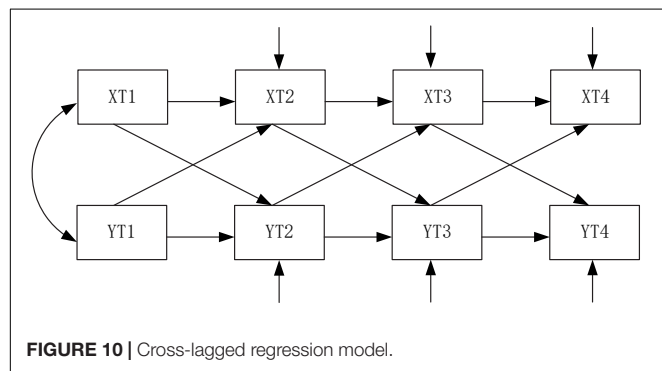 XT1 XT2 XT3 XT4
YT1 YT2 YT3 YT4
FIGURE 10 | Cross-lagged regression model.